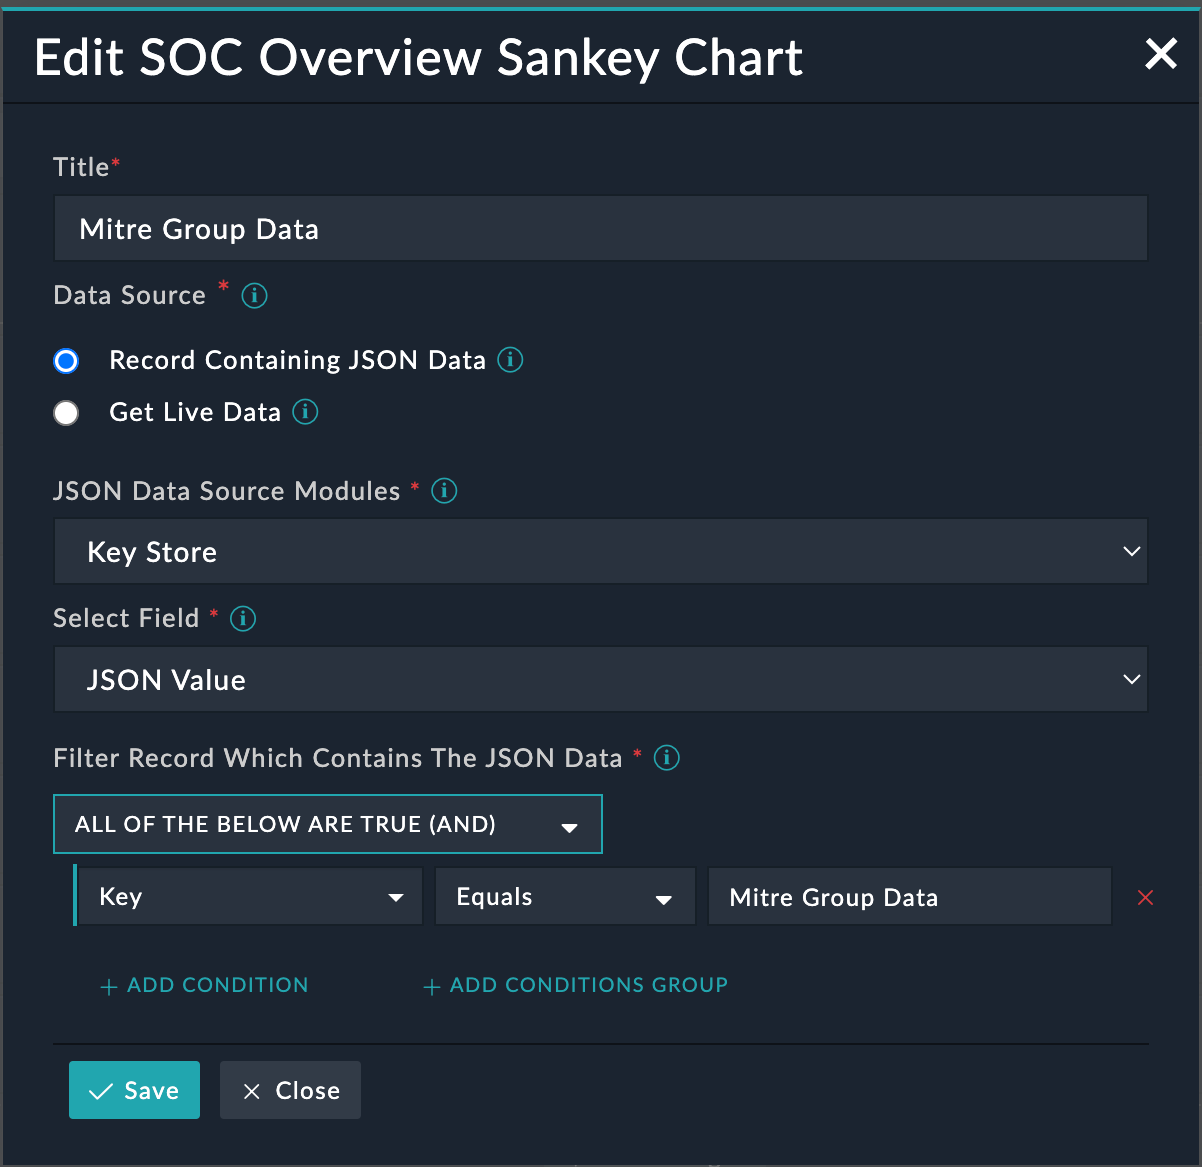 Edit SOC Overview Sankey Chart
Title*
Mitre Group Data
Data Source *
Record Containing JSON Data
Get Live Data
JSON Data Source Modules *
Key Store
Select Field *
JSON Value
Filter Record Which Contains The JSON Data *
ALL OF THE BELOW ARE TRUE (AND)
Key Equals Mitre Group Data
+ ADD CONDITION + ADD CONDITIONS GROUP
Save Close